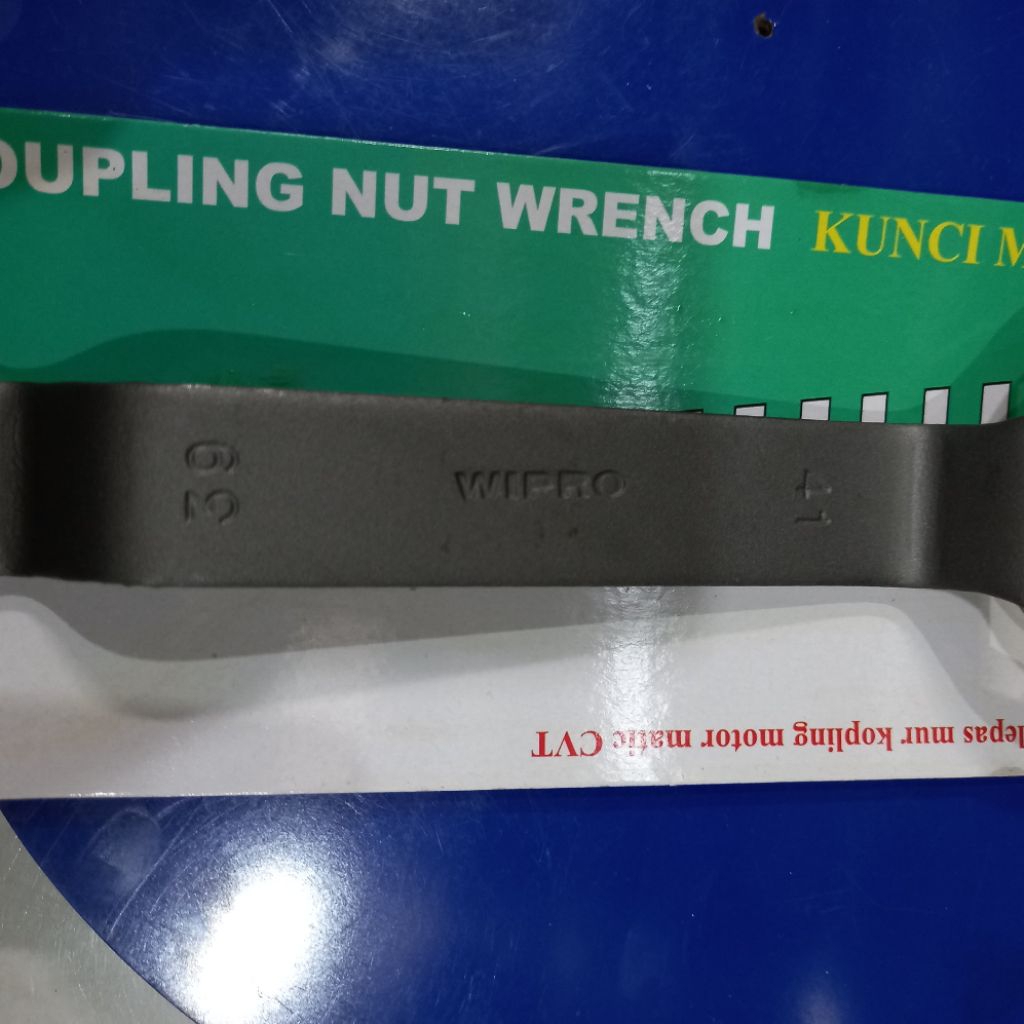 OUPLING NUT WRENCH KUNCI M
39 WIPRO 41
lepas mur kopling motor matic CVT